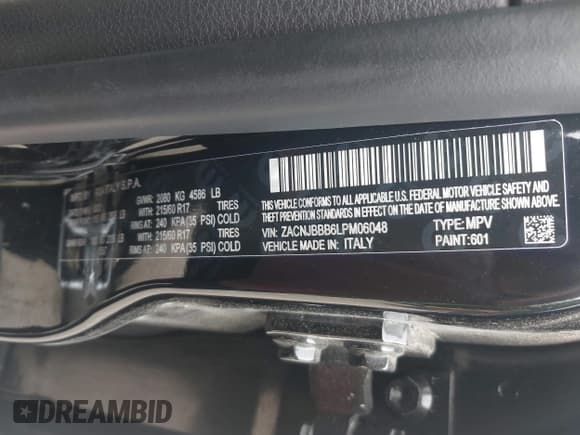 GVWR: 2080 KG 4586 LB
WITH: 215/60 R17 TIRES
RIMS AT: 240 KPA (35 PSI) COLD
WITH: 215/60 R17 TIRES
RIMS AT: 240 KPA (35 PSI) COLD
THIS VEHICLE CONFORMS TO ALL APPLICABLE U.S. FEDERAL MOTOR VEHICLE SAFETY AND
THEFT PREVENTION STANDARDS IN EFFECT ON THE DATE OF MANUFACTURE SHOWN ABOVE.
VIN: ZACNJBBB6LPM06048 TYPE: MPV
VEHICLE MADE IN: ITALY PAINT: 601
DREAMBID